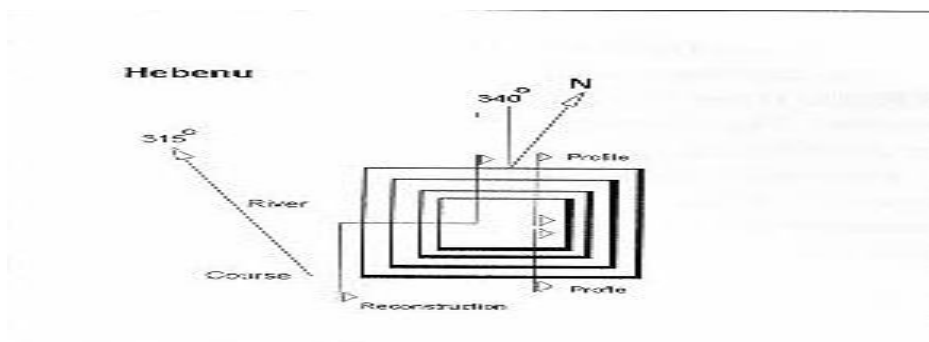 Hebenu
N
340°
315°
Profile
River
Course
Profile
Reconstruction